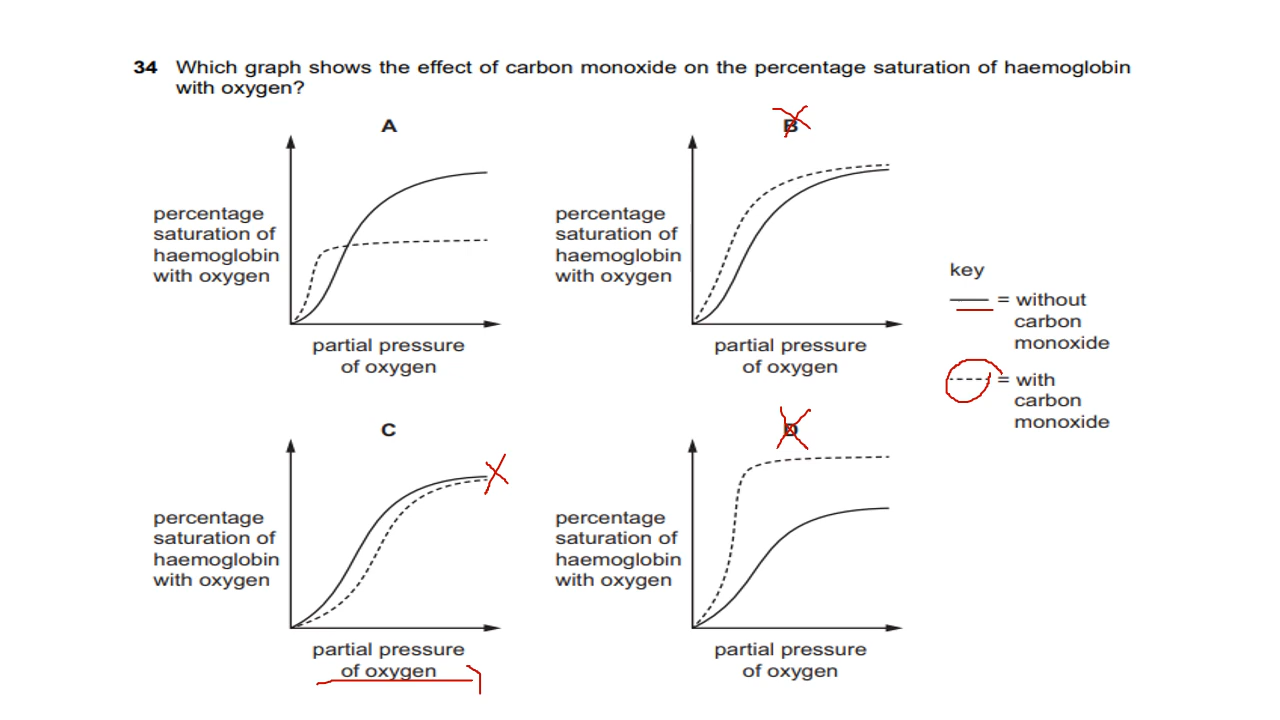 34 Which graph shows the effect of carbon monoxide on the percentage saturation of haemoglobin
with oxygen?
A
percentage
saturation of
haemoglobin
with oxygen
partial pressure
of oxygen
B
percentage
saturation of
haemoglobin
with oxygen
partial pressure
of oxygen
key
= without
carbon
monoxide
= with
carbon
monoxide
C
percentage
saturation of
haemoglobin
with oxygen
partial pressure
of oxygen
D
percentage
saturation of
haemoglobin
with oxygen
partial pressure
of oxygen